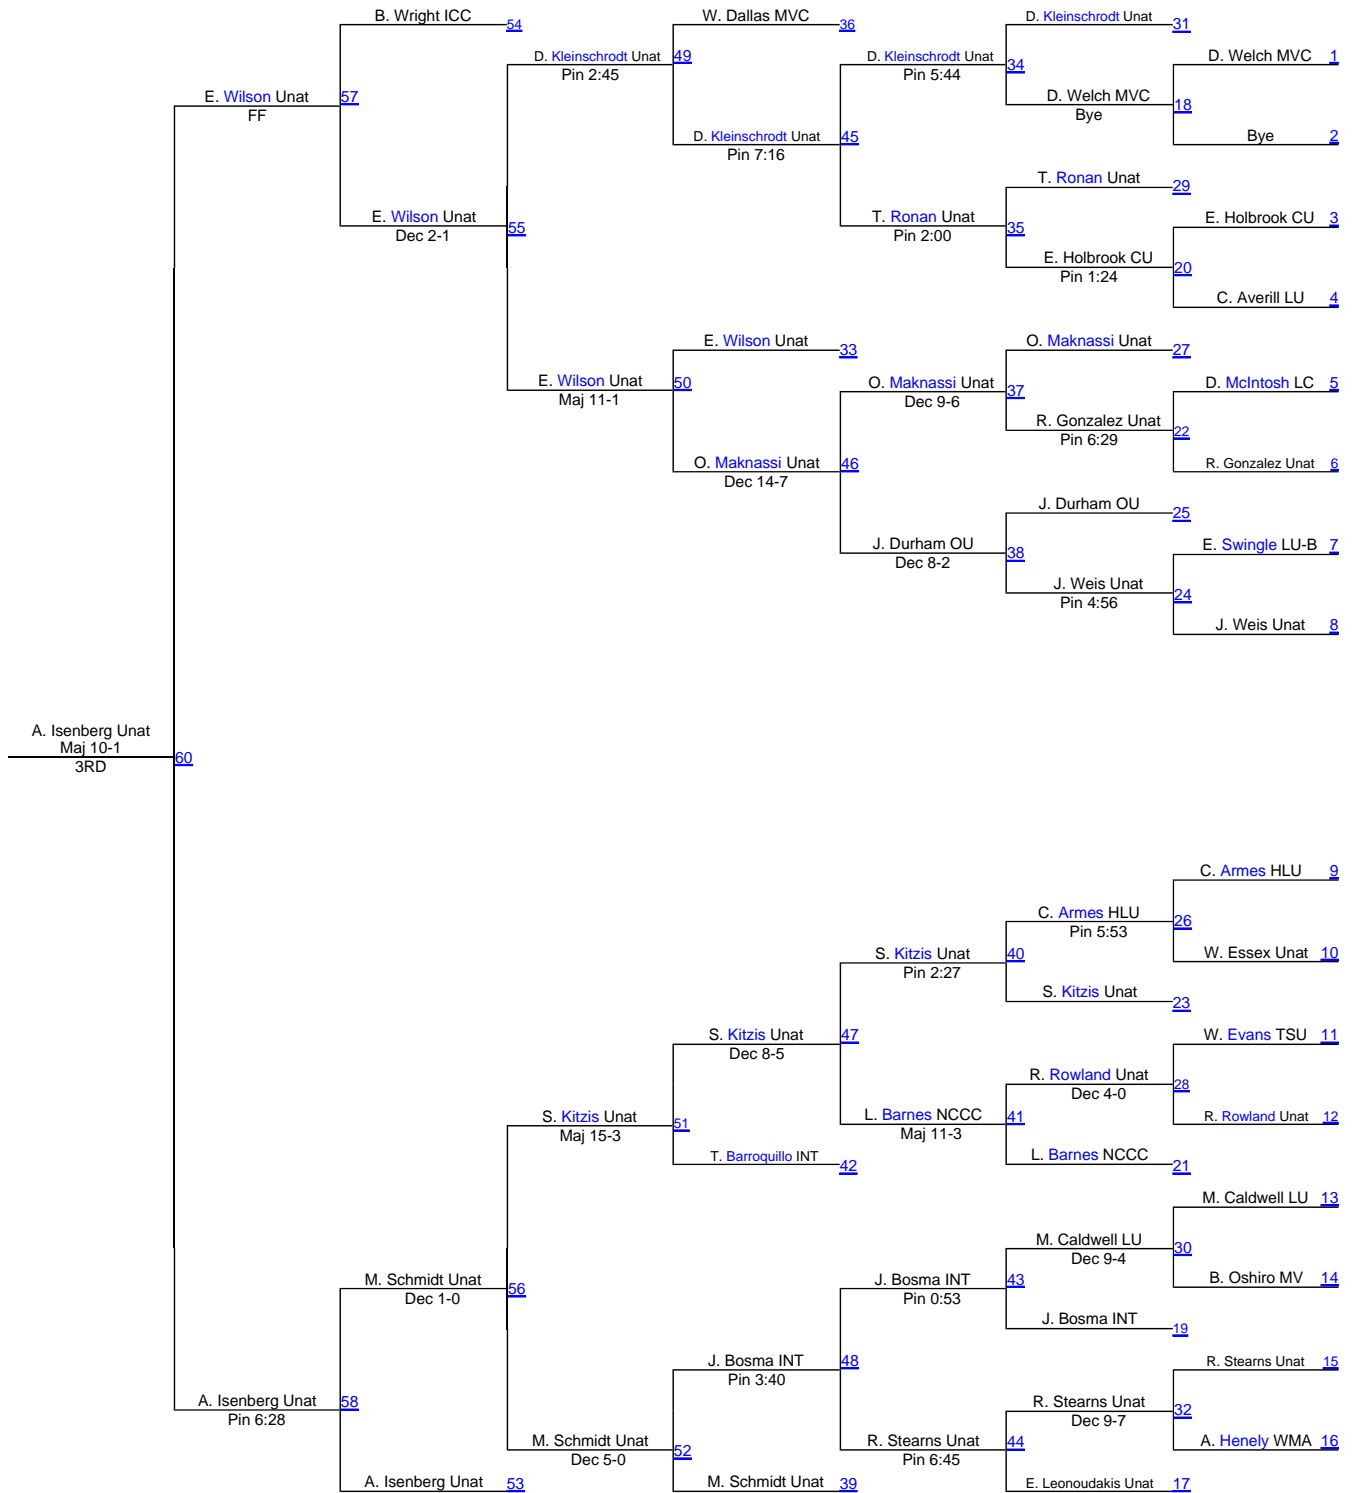 B. Wright ICC
54
W. Dallas MVC
36
D. Kleinschrodt Unat
31
D. Kleinschrodt Unat
Pin 2:45
49
D. Kleinschrodt Unat
Pin 5:44
34
D. Welch MVC
1
E. Wilson Unat
FF
57
D. Welch MVC
Bye
18
D. Kleinschrodt Unat
Pin 7:16
45
Bye
2
T. Ronan Unat
29
E. Wilson Unat
Dec 2-1
55
T. Ronan Unat
Pin 2:00
35
E. Holbrook CU
3
E. Holbrook CU
Pin 1:24
20
C. Averill LU
4
E. Wilson Unat
33
O. Maknassi Unat
27
E. Wilson Unat
Maj 11-1
50
O. Maknassi Unat
Dec 9-6
37
D. McIntosh LC
5
R. Gonzalez Unat
Pin 6:29
22
O. Maknassi Unat
Dec 14-7
46
R. Gonzalez Unat
6
J. Durham OU
25
J. Durham OU
Dec 8-2
38
E. Swingle LU-B
7
J. Weis Unat
Pin 4:56
24
J. Weis Unat
8
A. Isenberg Unat
Maj 10-1
3RD
60
C. Armes HLU
9
C. Armes HLU
Pin 5:53
26
S. Kitzis Unat
Pin 2:27
40
W. Essex Unat
10
S. Kitzis Unat
23
S. Kitzis Unat
Dec 8-5
47
W. Evans TSU
11
R. Rowland Unat
Dec 4-0
28
S. Kitzis Unat
Maj 15-3
51
L. Barnes NCCC
Maj 11-3
41
R. Rowland Unat
12
T. Barroquillo INT
42
L. Barnes NCCC
21
M. Caldwell LU
13
M. Caldwell LU
Dec 9-4
30
M. Schmidt Unat
Dec 1-0
56
J. Bosma INT
Pin 0:53
43
B. Oshiro MV
14
J. Bosma INT
19
J. Bosma INT
Pin 3:40
48
R. Stearns Unat
15
A. Isenberg Unat
Pin 6:28
58
R. Stearns Unat
Dec 9-7
32
M. Schmidt Unat
Dec 5-0
52
R. Stearns Unat
Pin 6:45
44
A. Henely WMA
16
A. Isenberg Unat
53
M. Schmidt Unat
39
E. Leonoudakis Unat
17